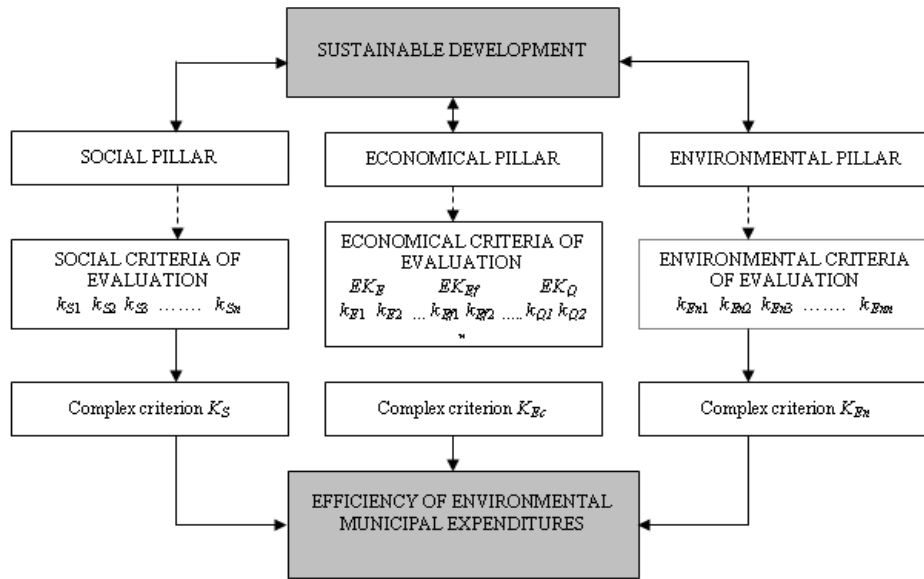 SUSTAINABLE DEVELOPMENT
SOCIAL PILLAR
ECONOMICAL PILLAR
ENVIRONMENTAL PILLAR
SOCIAL CRITERIA OF
EVALUATION
kS1 kS2 kS3 ....... kSn
ECONOMICAL CRITERIA OF
EVALUATION
EKE EKEf EKQ
kE1 kE2 ... kEf1 kEf2 ..... kQ1 kQ2
ENVIRONMENTAL CRITERIA
OF EVALUATION
kEn1 kEn2 kEn3 ....... kEnn
Complex criterion KS
Complex criterion KEc
Complex criterion KEn
EFFICIENCY OF ENVIRONMENTAL
MUNICIPAL EXPENDITURES